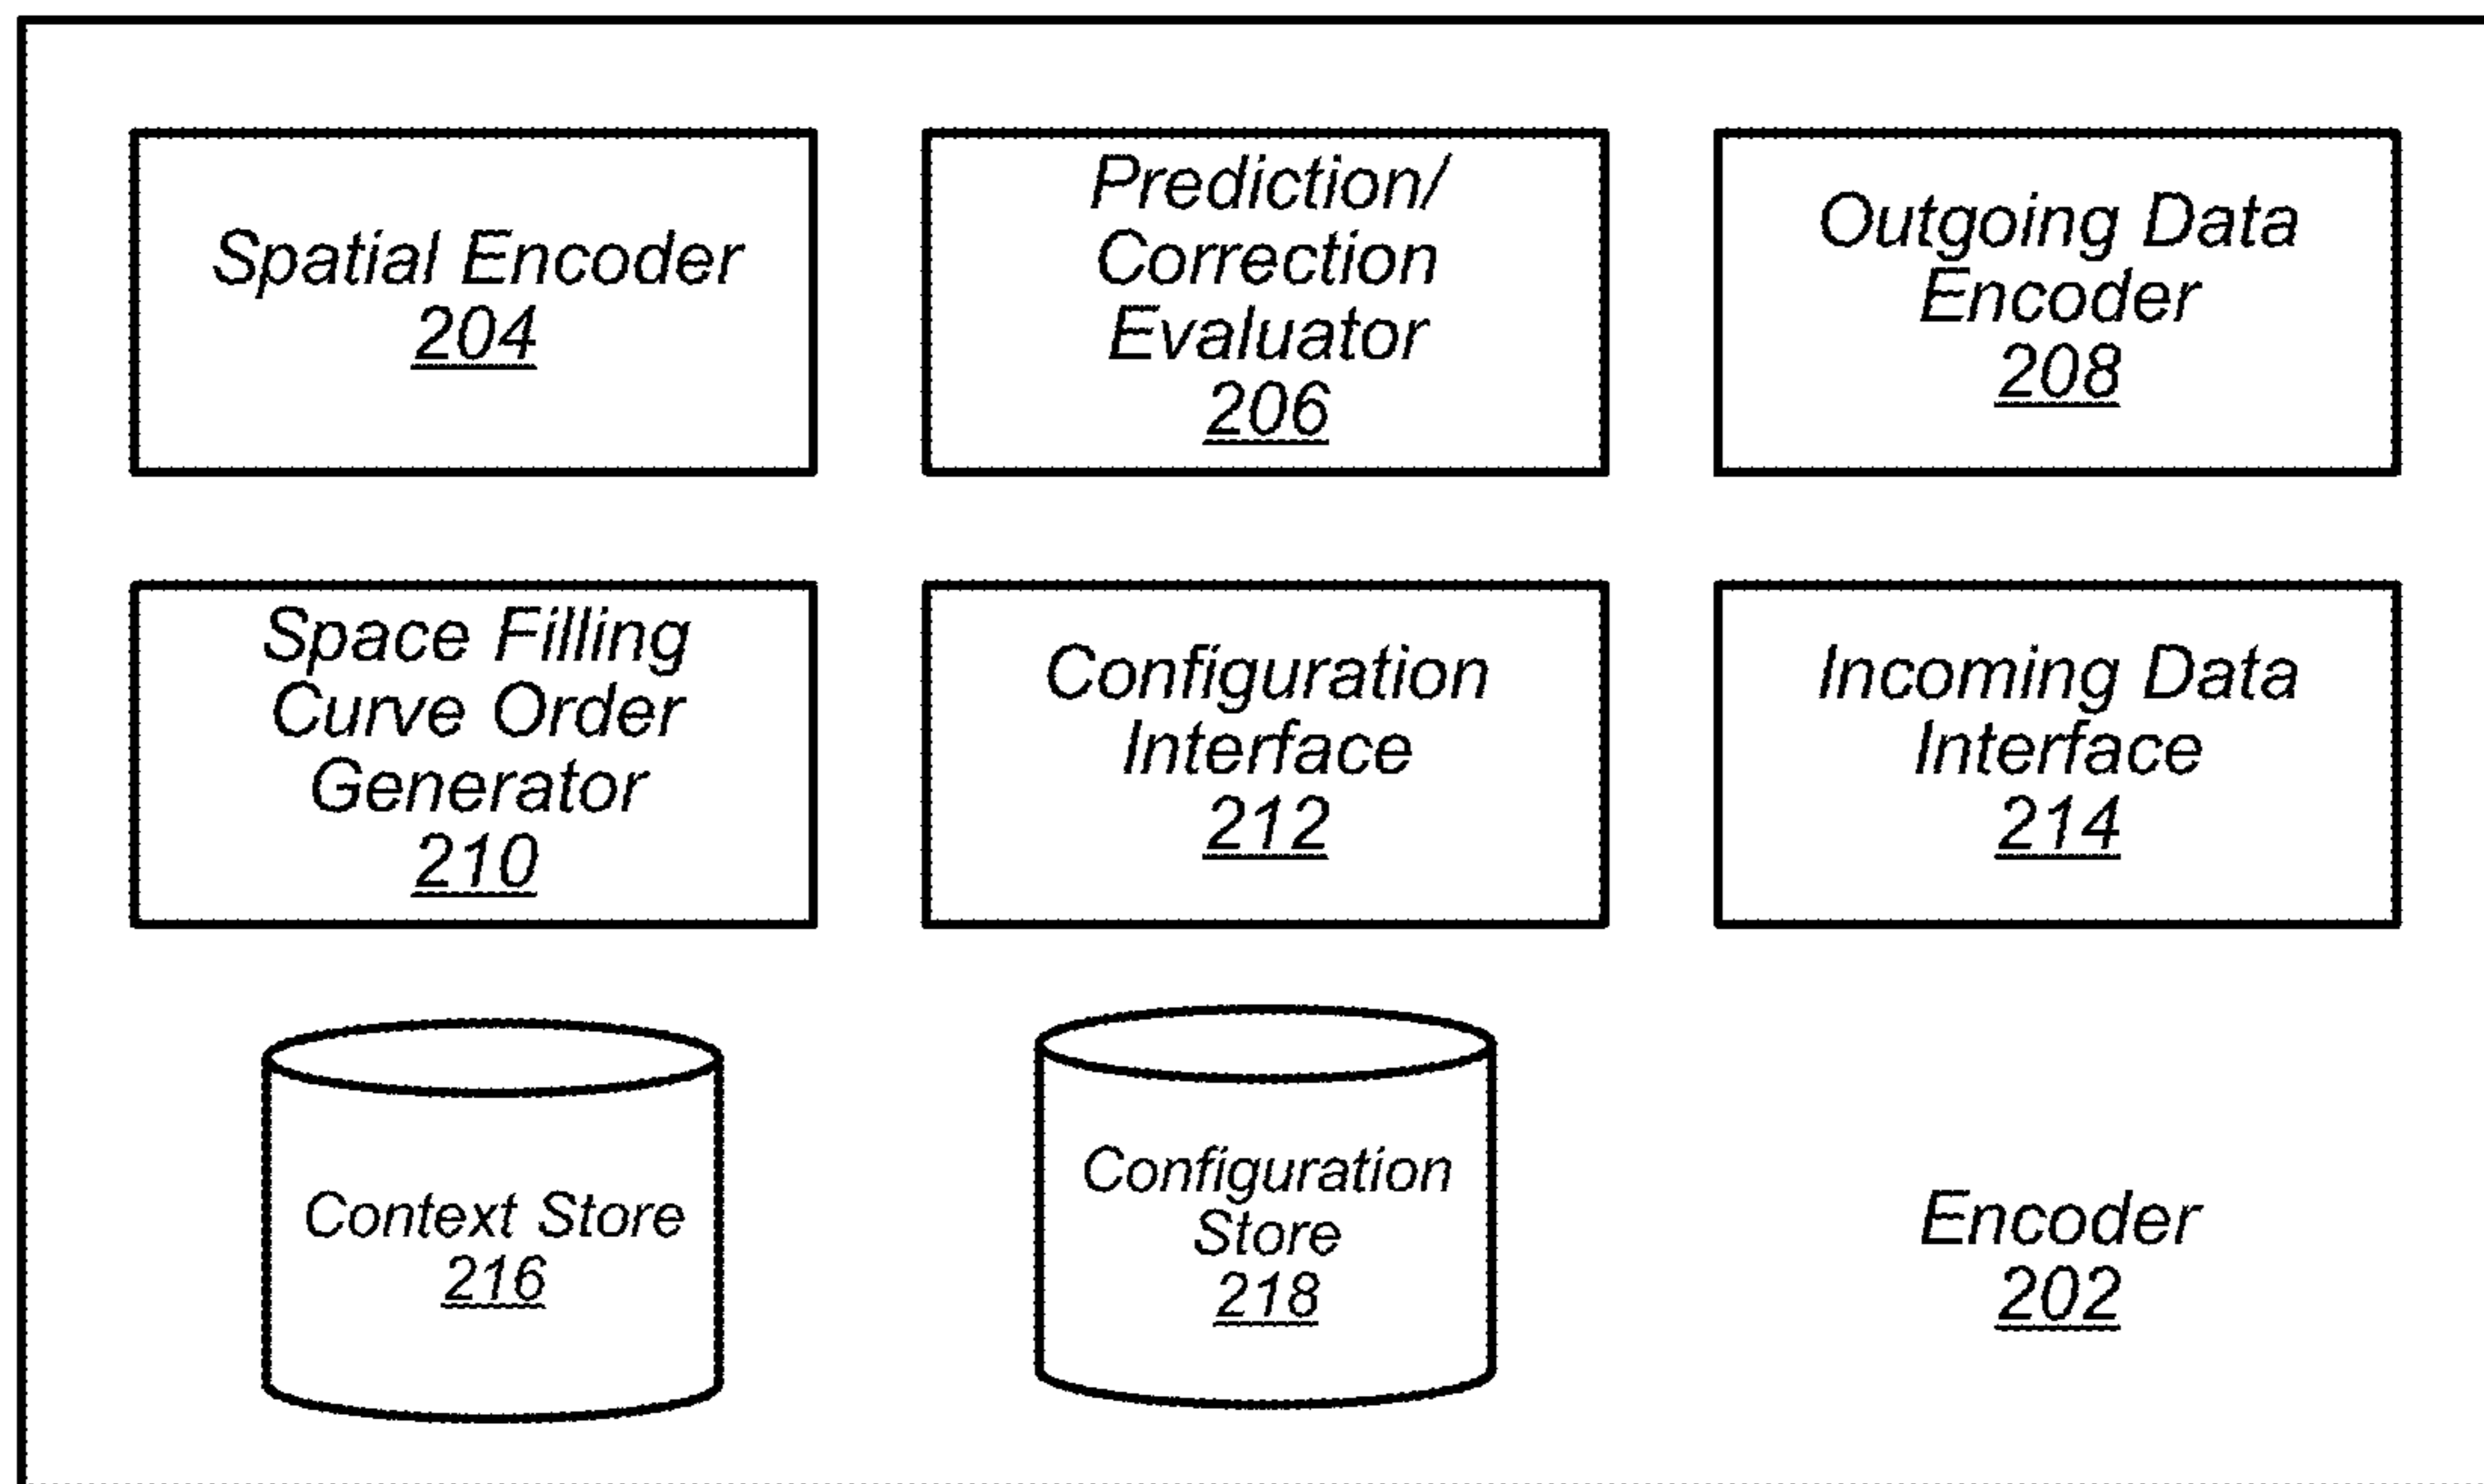 Spatial Encoder
204
Prediction/
Correction
Evaluator
206
Outgoing Data
Encoder
208
Space Filling
Curve Order
Generator
210
Configuration
Interface
212
Incoming Data
Interface
214
Context Store
216
Configuration
Store
218
Encoder
202